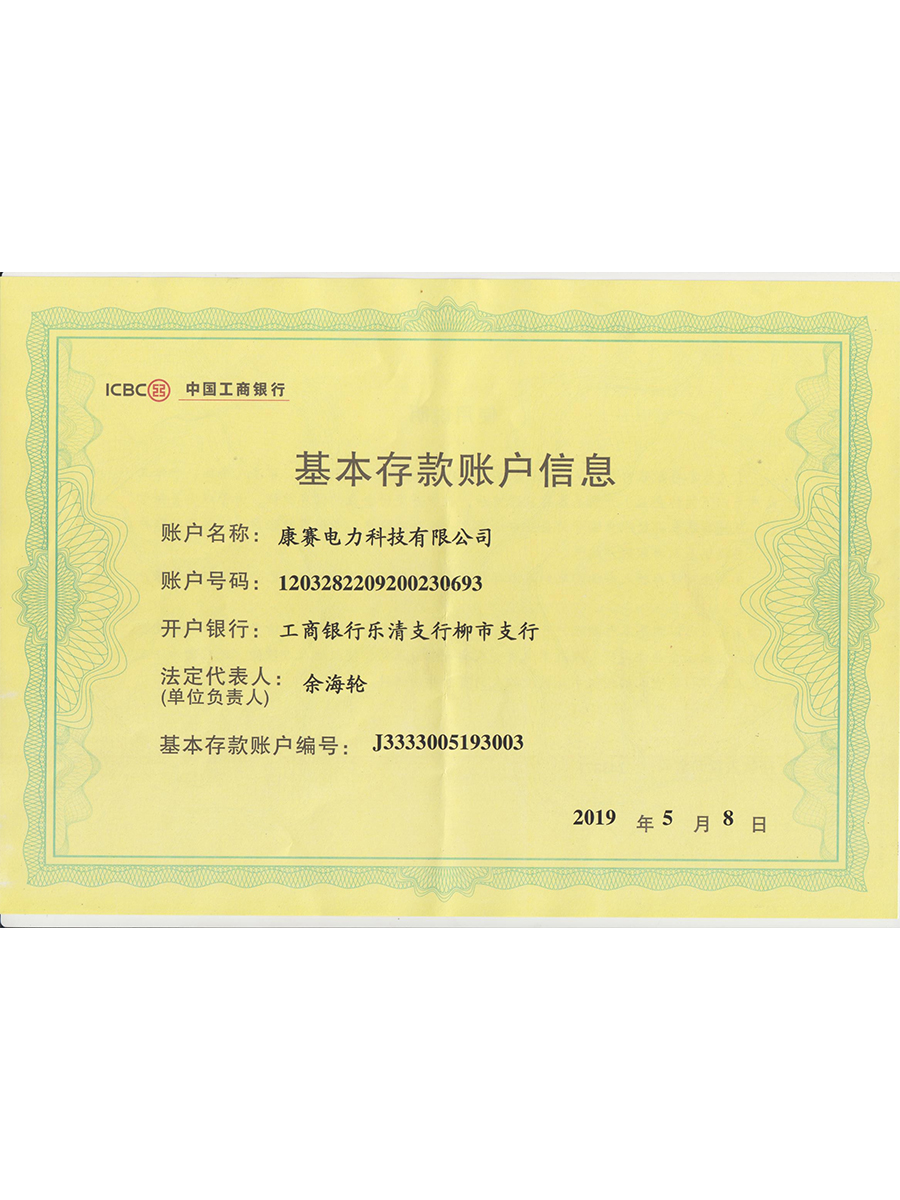 ICBC 中国工商银行
基本存款账户信息
账户名称：康赛电力科技有限公司
账户号码：1203282209200230693
开户银行：工商银行乐清支行柳市支行
法定代表人：余海轮
(单位负责人)
基本存款账户编号：J3333005193003
2019 年 5 月 8 日